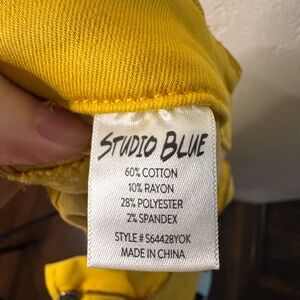 STUDIO BLUE
60% COTTON
10% RAYON
28% POLYESTER
2% SPANDEX
STYLE # S64428YOK
MADE IN CHINA